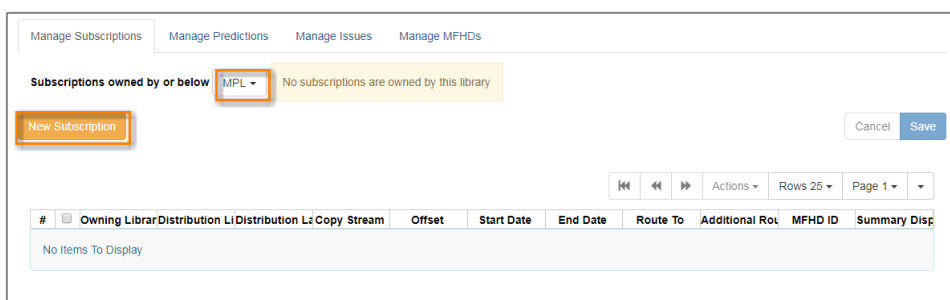 Manage Subscriptions Manage Predictions Manage Issues Manage MFHDs
Subscriptions owned by or below MPL No subscriptions are owned by this library
New Subscription Cancel Save
Actions Rows 25 Page 1
# Owning Librar Distribution Li Distribution La Copy Stream Offset Start Date End Date Route To Additional Rou MFHD ID Summary Disp
No Items To Display